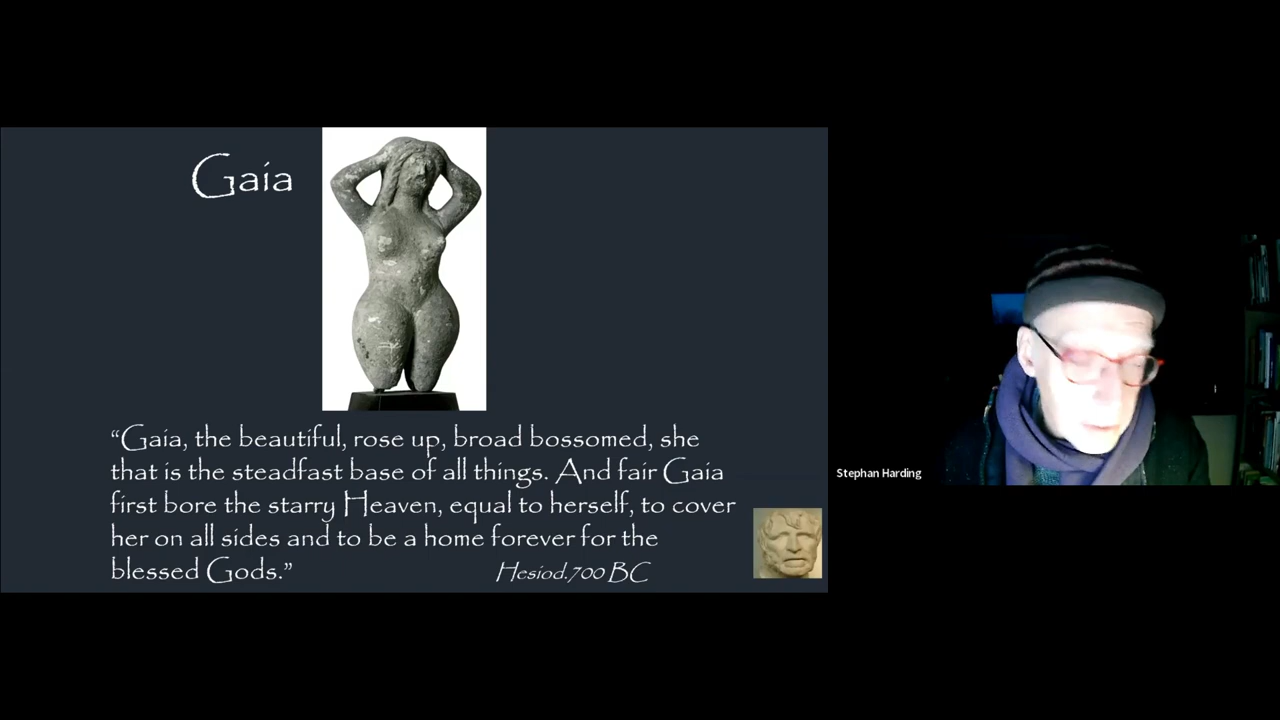 Gaia
“Gaia, the beautiful, rose up, broad bossomed, she
that is the steadfast base of all things. And fair Gaia
first bore the starry Heaven, equal to herself, to cover
her on all sides and to be a home forever for the
blessed Gods.”
Hesiod.700 BC
Stephan Harding